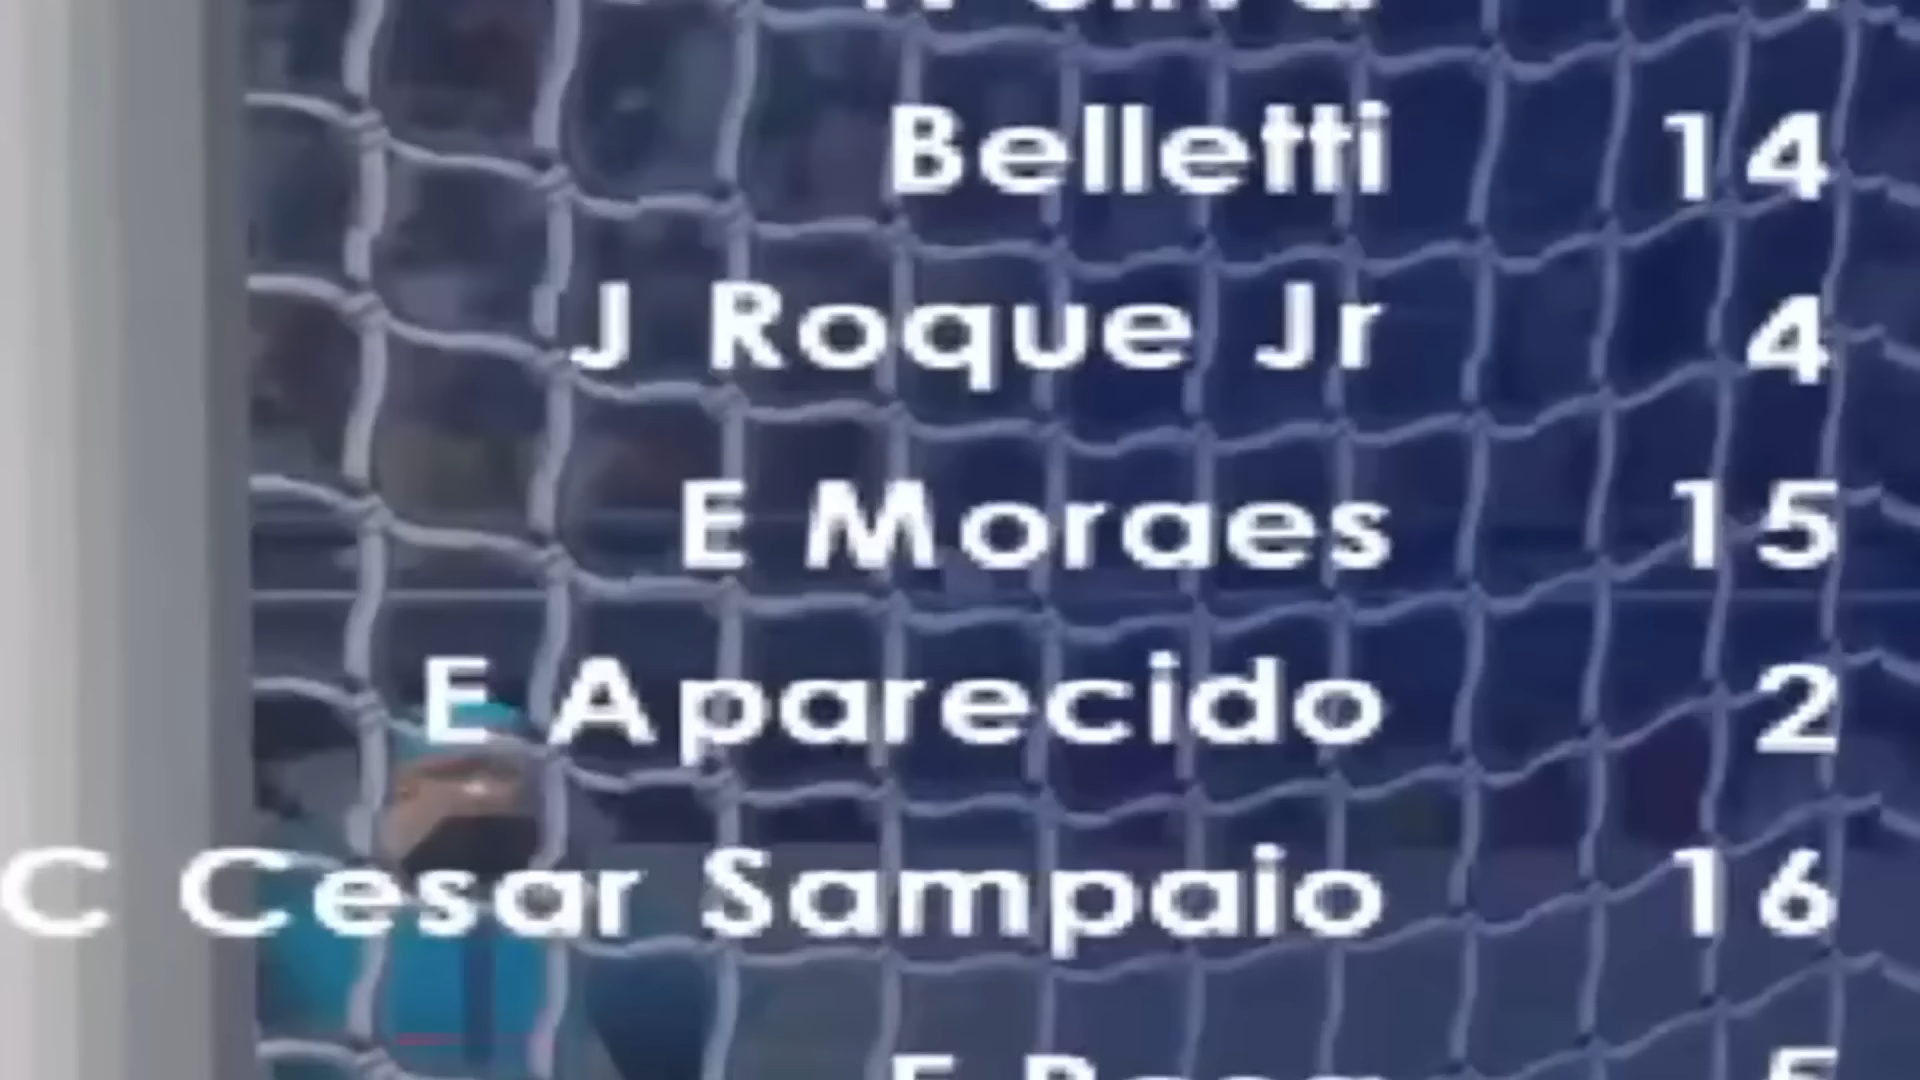 Belletti 14
J Roque Jr 4
E Moraes 15
E Aparecido 2
C Cesar Sampaio 16